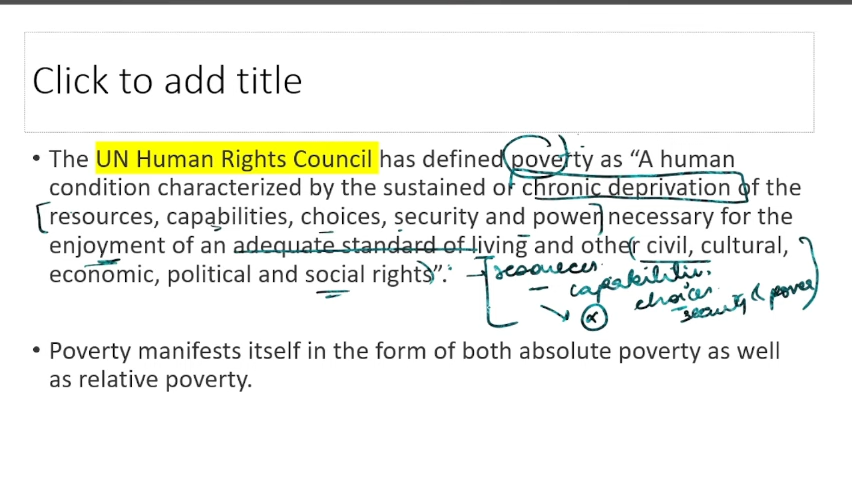 Click to add title
• The UN Human Rights Council has defined poverty as “A human
condition characterized by the sustained or chronic deprivation of the
resources, capabilities, choices, security and power necessary for the
enjoyment of an adequate standard of living and other civil, cultural,
economic, political and social rights”.
resources
capabilities
choices
security & power
• Poverty manifests itself in the form of both absolute poverty as well
as relative poverty.